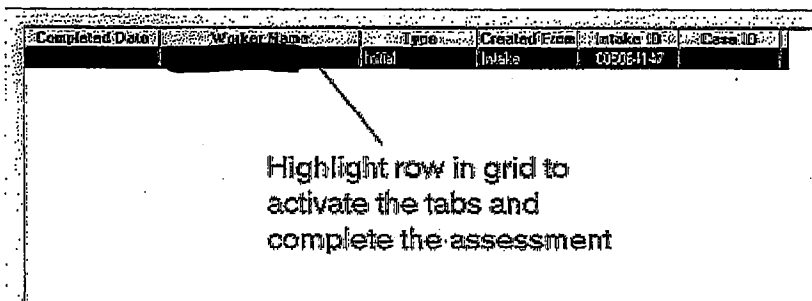 Completed Date Worker Name Type Created From Intake ID Case ID
Initial Intake
Highlight row in grid to
activate the tabs and
complete the assessment